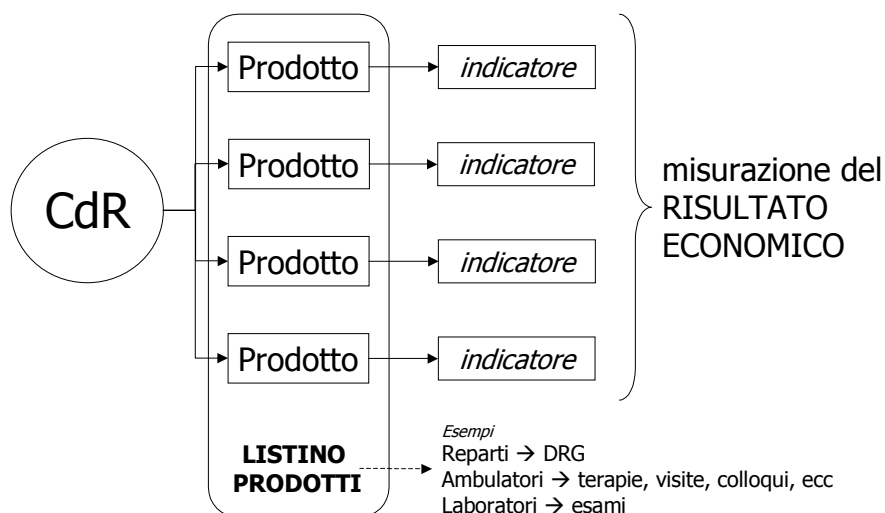 CdR
Prodotto
indicatore
Prodotto
indicatore
Prodotto
indicatore
Prodotto
indicatore
misurazione del
RISULTATO
ECONOMICO
LISTINO
PRODOTTI
Esempi
Reparti → DRG
Ambulatori → terapie, visite, colloqui, ecc
Laboratori → esami